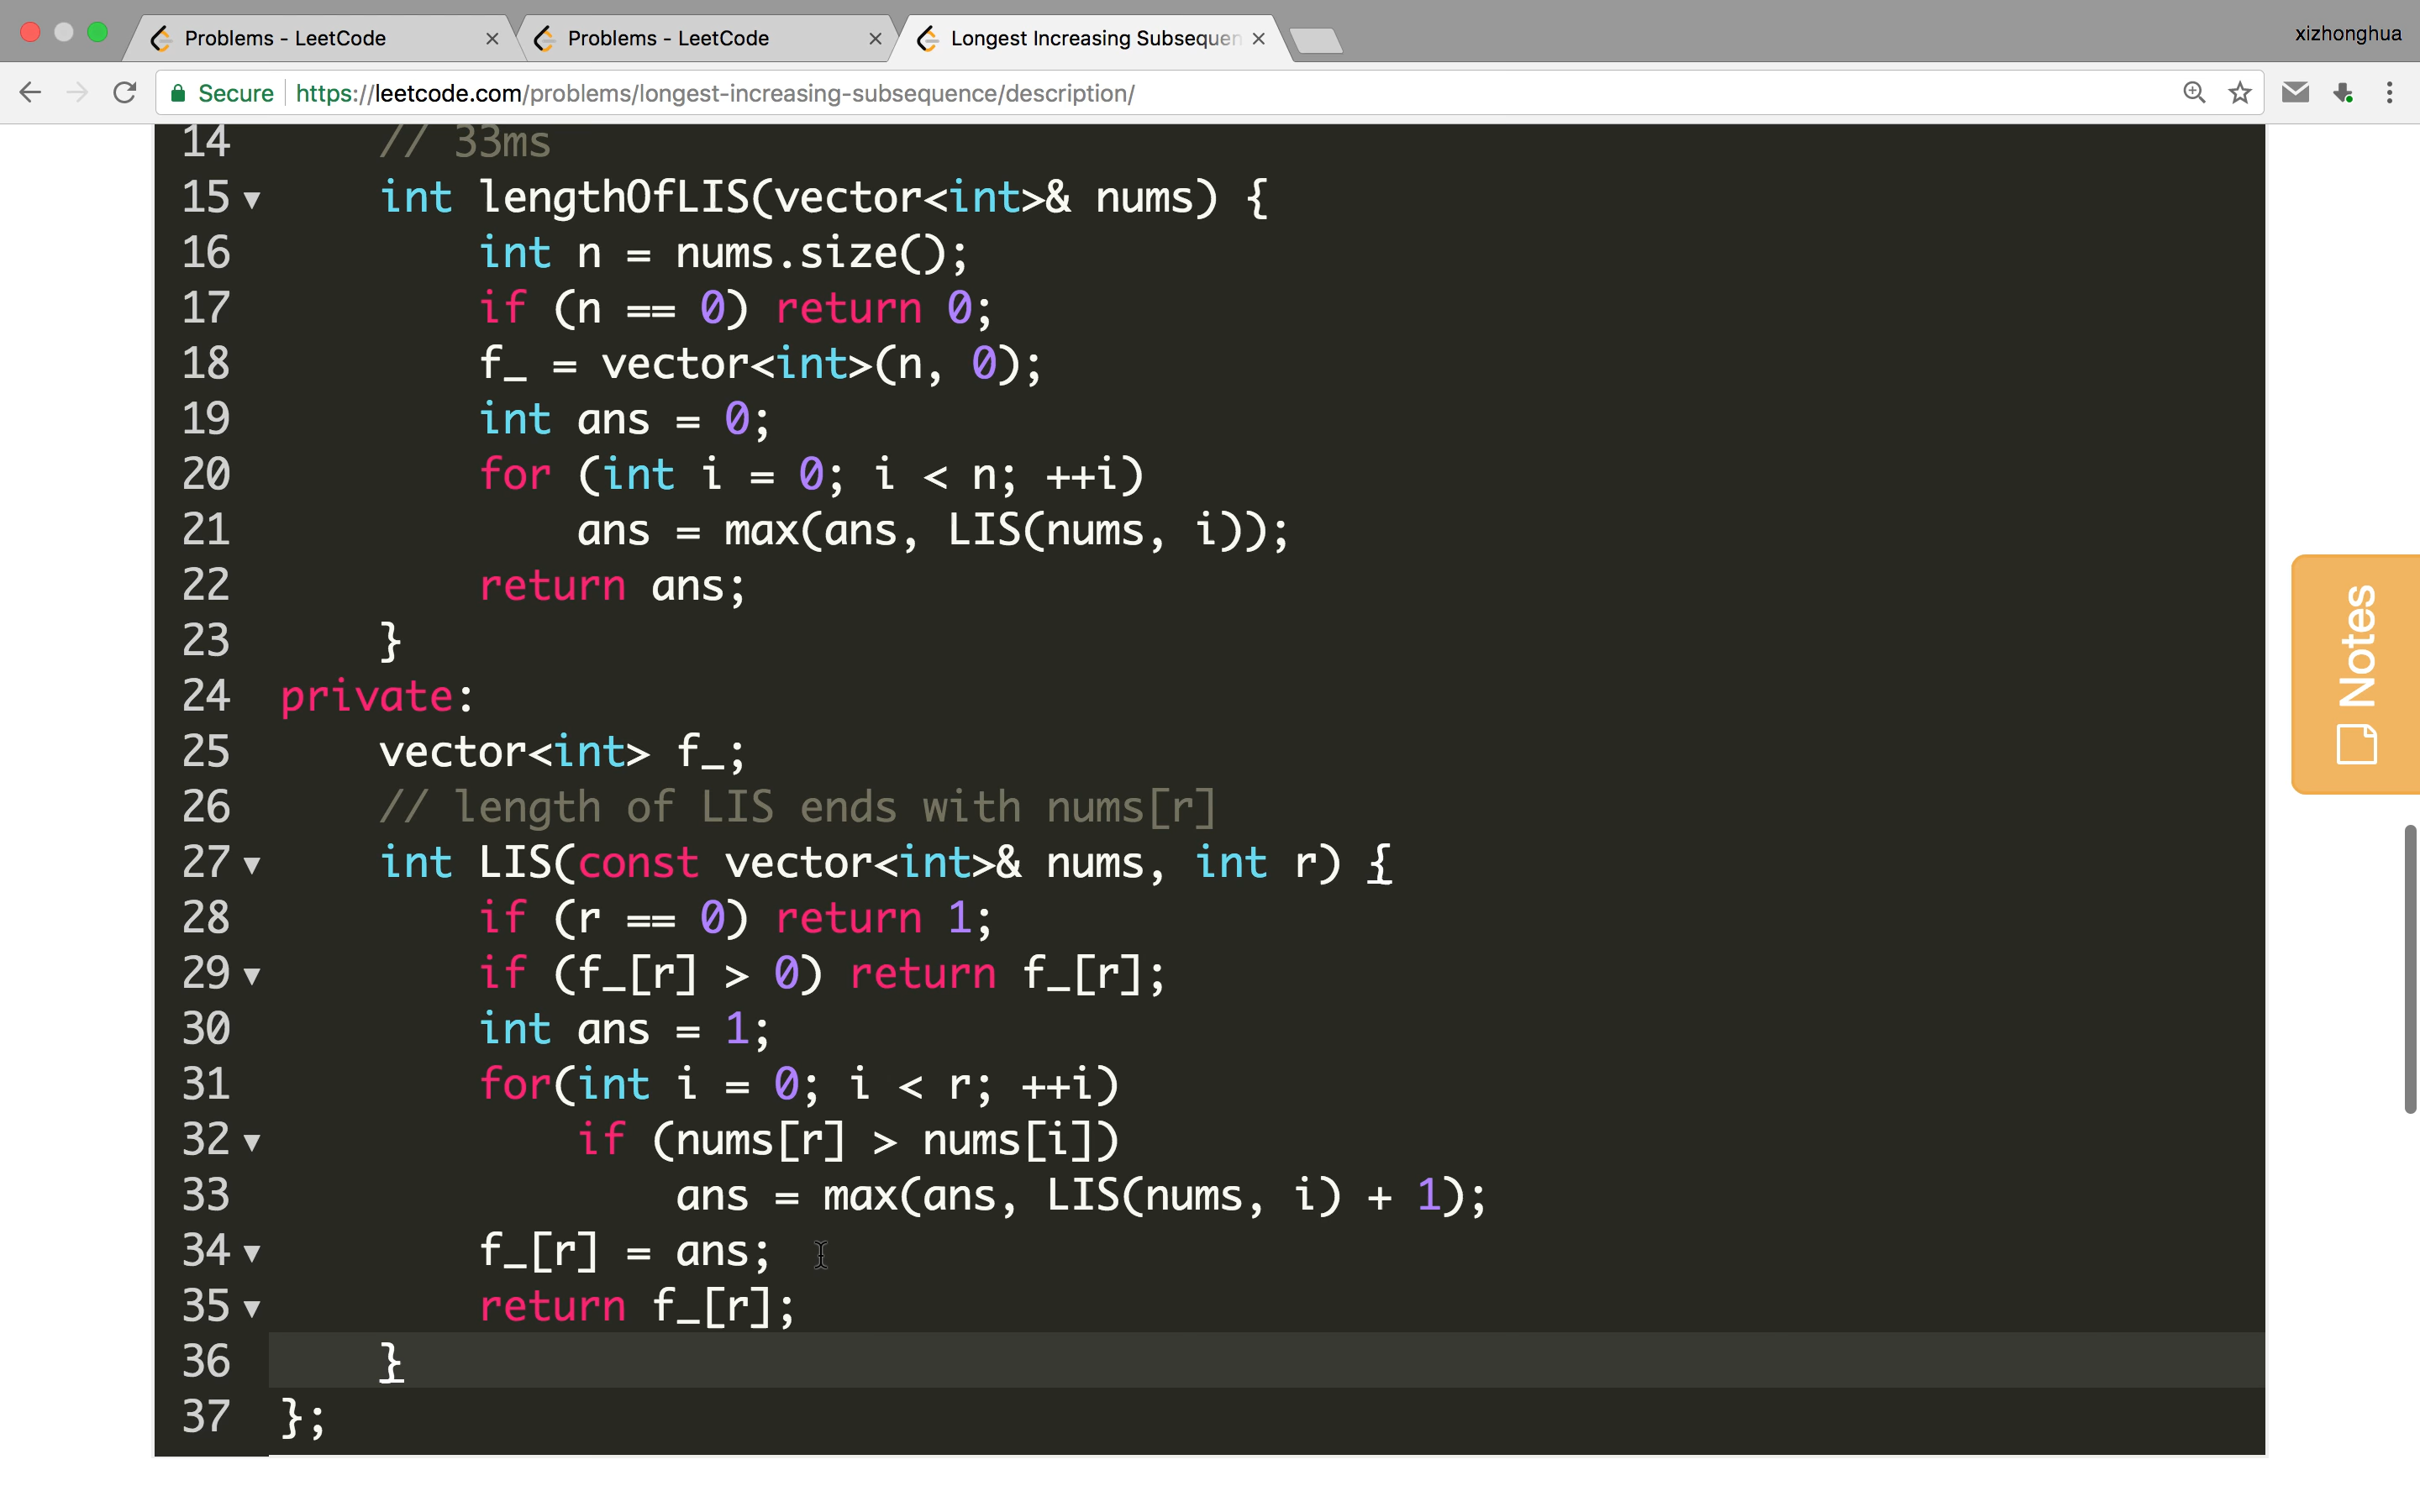 Problems - LeetCode
Problems - LeetCode
Longest Increasing Subsequen
xizhonghua
Secure https://leetcode.com/problems/longest-increasing-subsequence/description/
14 // 33ms
15 int lengthOfLIS(vector<int>& nums) {
16 int n = nums.size();
17 if (n == 0) return 0;
18 f_ = vector<int>(n, 0);
19 int ans = 0;
20 for (int i = 0; i < n; ++i)
21 ans = max(ans, LIS(nums, i));
22 return ans;
23 }
24 private:
25 vector<int> f_;
26 // length of LIS ends with nums[r]
27 int LIS(const vector<int>& nums, int r) {
28 if (r == 0) return 1;
29 if (f_[r] > 0) return f_[r];
30 int ans = 1;
31 for(int i = 0; i < r; ++i)
32 if (nums[r] > nums[i])
33 ans = max(ans, LIS(nums, i) + 1);
34 f_[r] = ans;
35 return f_[r];
36 }
37 };
Notes